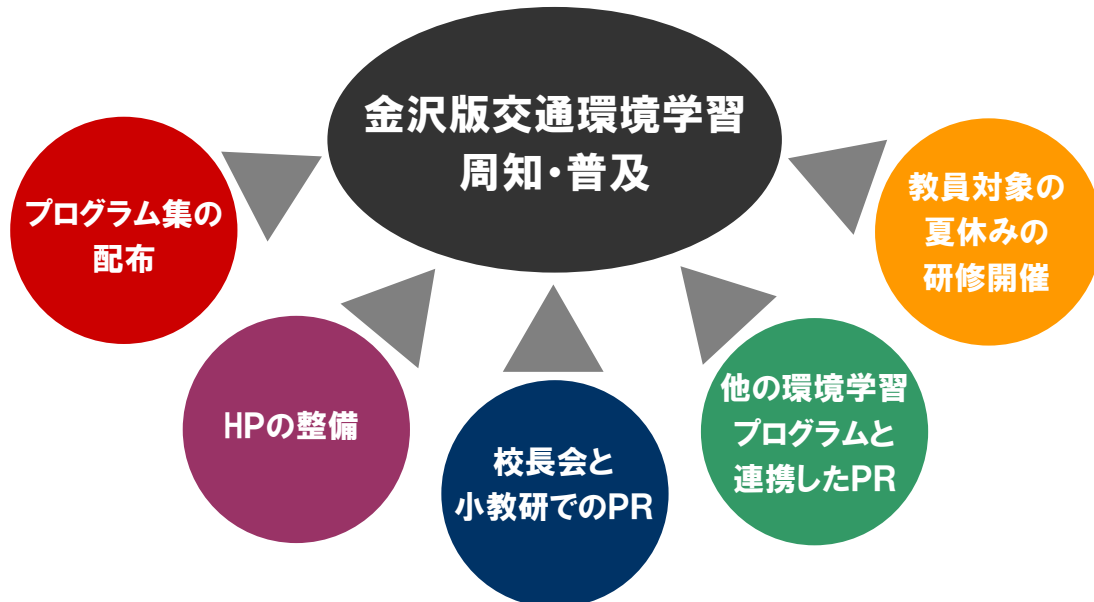 金沢版交通環境学習
周知・普及
プログラム集の
配布
HPの整備
校長会と
小教研でのPR
他の環境学習
プログラムと
連携したPR
教員対象の
夏休みの
研修開催